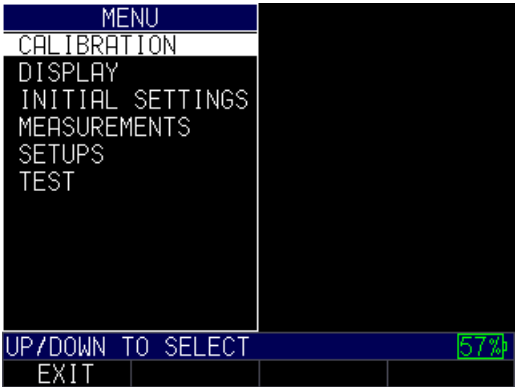 MENU
CALIBRATION
DISPLAY
INITIAL SETTINGS
MEASUREMENTS
SETUPS
TEST
UP/DOWN TO SELECT 57%
EXIT